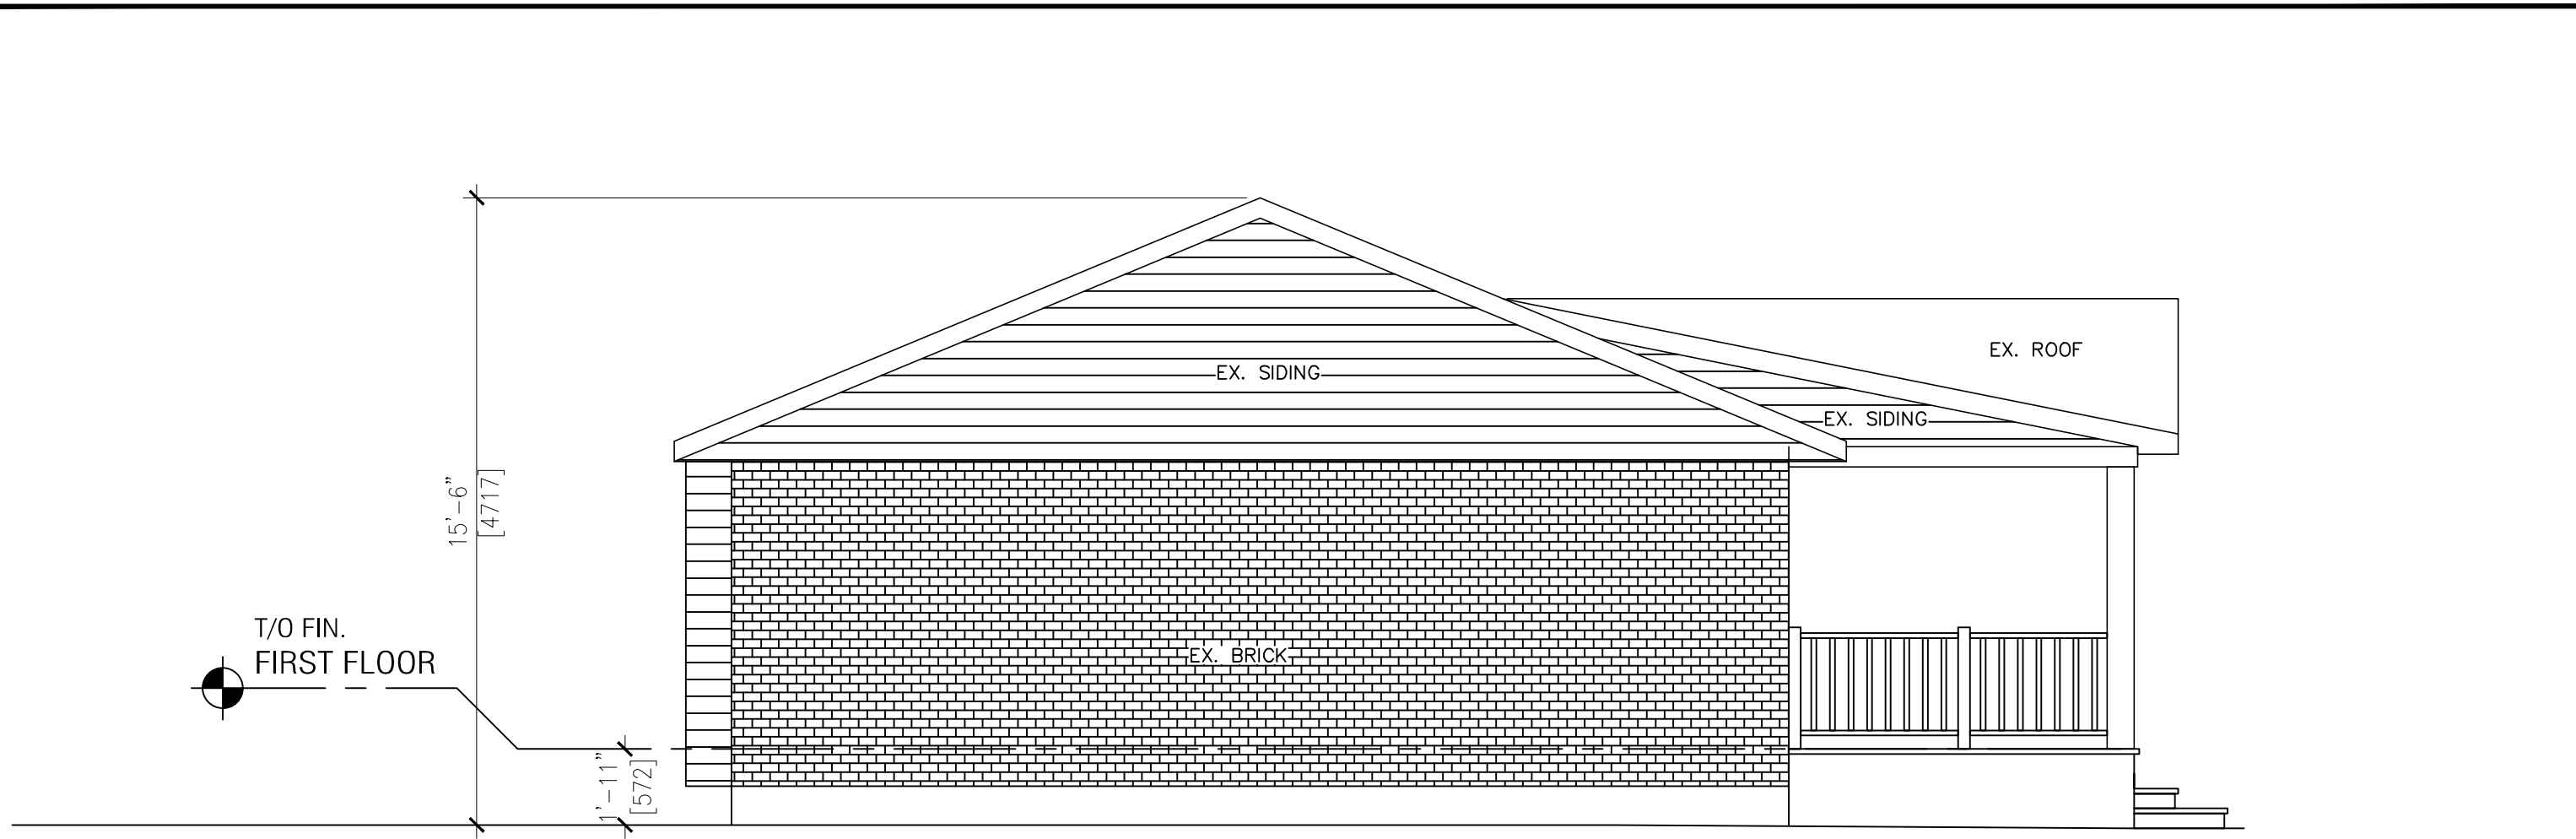 EX. ROOF
EX. SIDING
EX. SIDING
15'-6"
[4717]
T/O FIN.
FIRST FLOOR
EX. BRICK
1'-11"
[572]